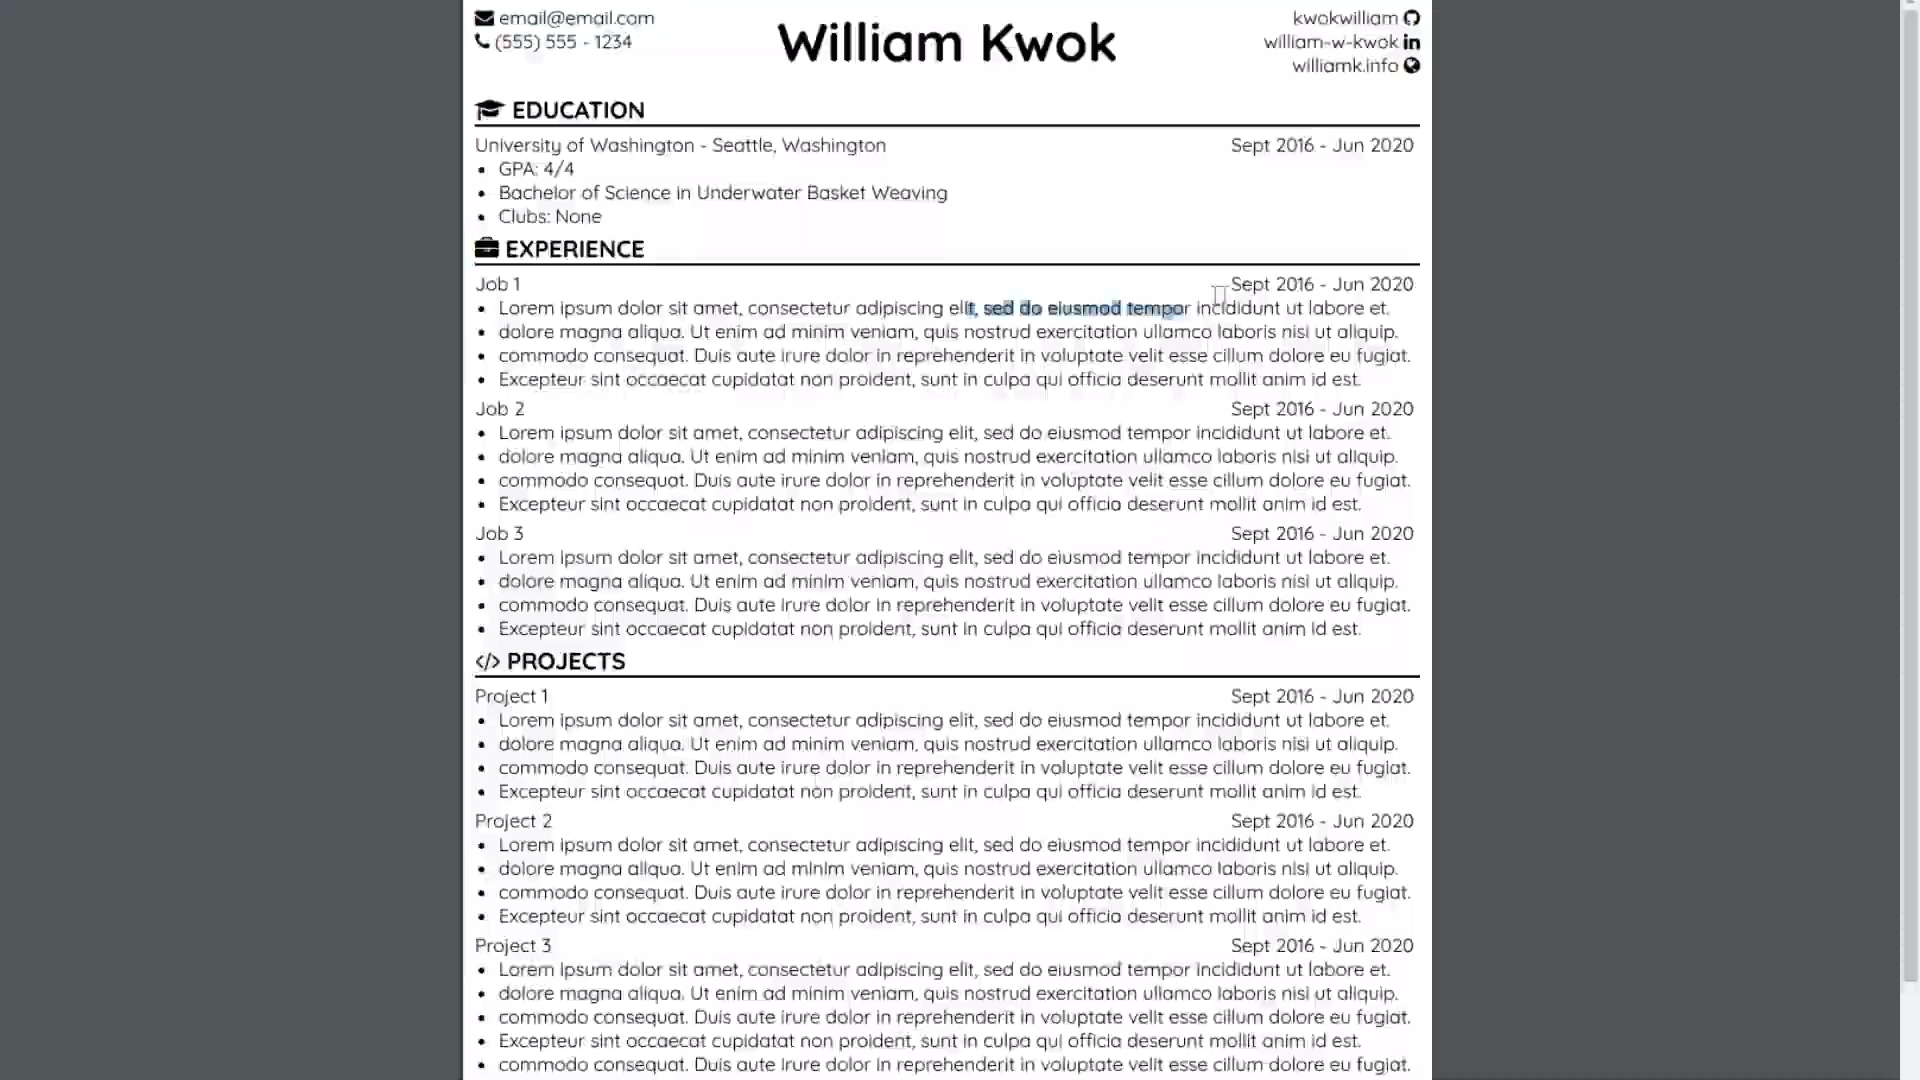 email@email.com
(555) 555 - 1234
William Kwok
kwokwilliam
william-w-kwok
williamk.info
EDUCATION
University of Washington - Seattle, Washington Sept 2016 - Jun 2020
• GPA: 4/4
• Bachelor of Science in Underwater Basket Weaving
• Clubs: None
EXPERIENCE
Job 1 Sept 2016 - Jun 2020
• Lorem ipsum dolor sit amet, consectetur adipiscing elit, sed do eiusmod tempor incididunt ut labore et.
• dolore magna aliqua. Ut enim ad minim veniam, quis nostrud exercitation ullamco laboris nisi ut aliquip.
• commodo consequat. Duis aute irure dolor in reprehenderit in voluptate velit esse cillum dolore eu fugiat.
• Excepteur sint occaecat cupidatat non proident, sunt in culpa qui officia deserunt mollit anim id est.
Job 2 Sept 2016 - Jun 2020
• Lorem ipsum dolor sit amet, consectetur adipiscing elit, sed do eiusmod tempor incididunt ut labore et.
• dolore magna aliqua. Ut enim ad minim veniam, quis nostrud exercitation ullamco laboris nisi ut aliquip.
• commodo consequat. Duis aute irure dolor in reprehenderit in voluptate velit esse cillum dolore eu fugiat.
• Excepteur sint occaecat cupidatat non proident, sunt in culpa qui officia deserunt mollit anim id est.
Job 3 Sept 2016 - Jun 2020
• Lorem ipsum dolor sit amet, consectetur adipiscing elit, sed do eiusmod tempor incididunt ut labore et.
• dolore magna aliqua. Ut enim ad minim veniam, quis nostrud exercitation ullamco laboris nisi ut aliquip.
• commodo consequat. Duis aute irure dolor in reprehenderit in voluptate velit esse cillum dolore eu fugiat.
• Excepteur sint occaecat cupidatat non proident, sunt in culpa qui officia deserunt mollit anim id est.
PROJECTS
Project 1 Sept 2016 - Jun 2020
• Lorem ipsum dolor sit amet, consectetur adipiscing elit, sed do eiusmod tempor incididunt ut labore et.
• dolore magna aliqua. Ut enim ad minim veniam, quis nostrud exercitation ullamco laboris nisi ut aliquip.
• commodo consequat. Duis aute irure dolor in reprehenderit in voluptate velit esse cillum dolore eu fugiat.
• Excepteur sint occaecat cupidatat non proident, sunt in culpa qui officia deserunt mollit anim id est.
Project 2 Sept 2016 - Jun 2020
• Lorem ipsum dolor sit amet, consectetur adipiscing elit, sed do eiusmod tempor incididunt ut labore et.
• dolore magna aliqua. Ut enim ad minim veniam, quis nostrud exercitation ullamco laboris nisi ut aliquip.
• commodo consequat. Duis aute irure dolor in reprehenderit in voluptate velit esse cillum dolore eu fugiat.
• Excepteur sint occaecat cupidatat non proident, sunt in culpa qui officia deserunt mollit anim id est.
Project 3 Sept 2016 - Jun 2020
• Lorem ipsum dolor sit amet, consectetur adipiscing elit, sed do eiusmod tempor incididunt ut labore et.
• dolore magna aliqua. Ut enim ad minim veniam, quis nostrud exercitation ullamco laboris nisi ut aliquip.
• commodo consequat. Duis aute irure dolor in reprehenderit in voluptate velit esse cillum dolore eu fugiat.
• Excepteur sint occaecat cupidatat non proident, sunt in culpa qui officia deserunt mollit anim id est.
• commodo consequat. Duis aute irure dolor in reprehenderit in voluptate velit esse cillum dolore eu fugiat.